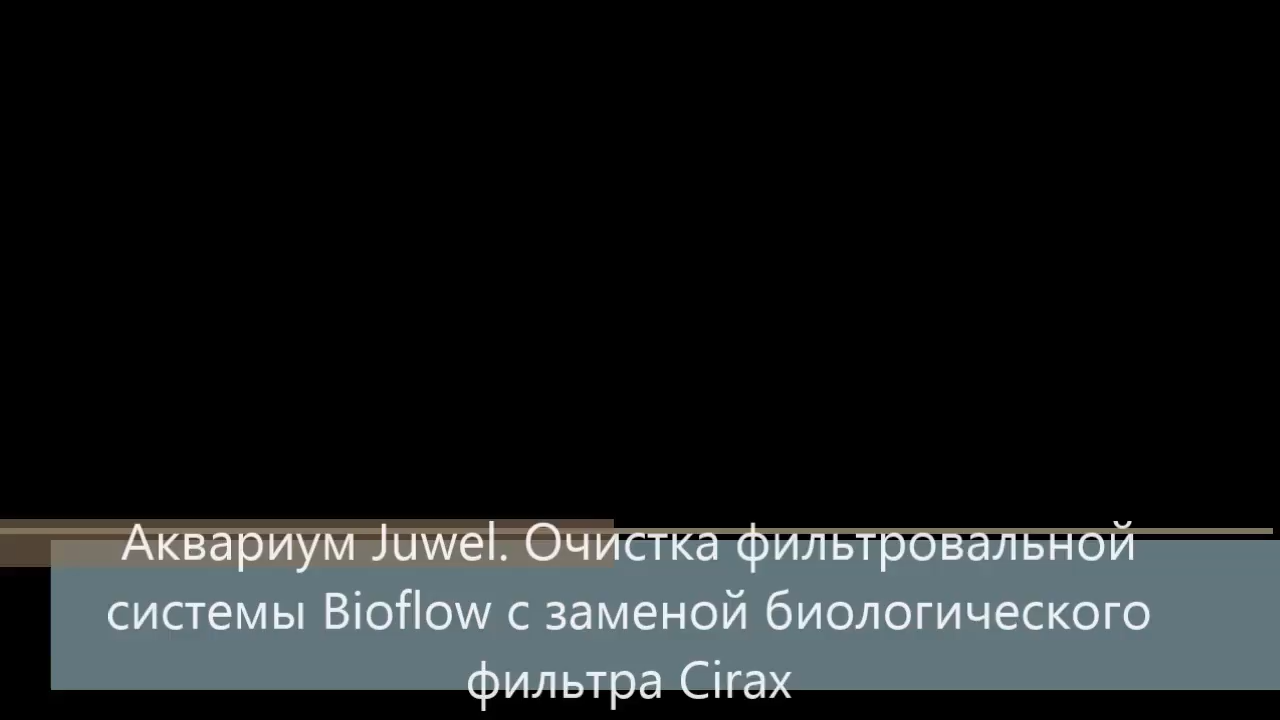 Аквариум Juwel. Очистка фильтровальной
системы Bioflow с заменой биологического
фильтра Cirax